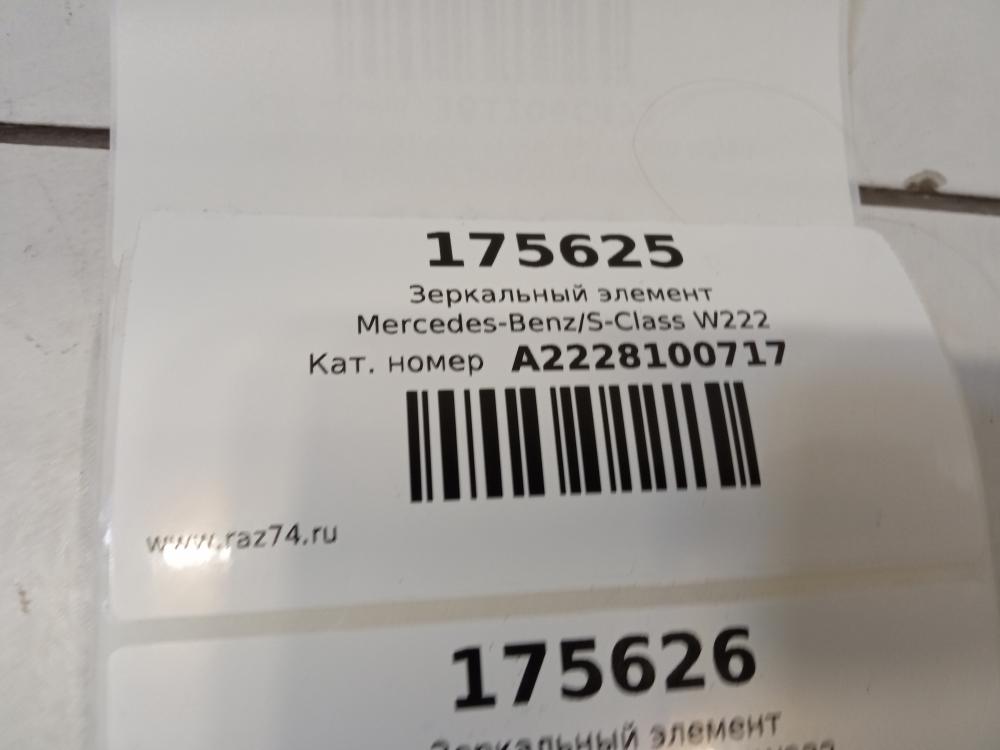 175625
Зеркальный элемент
Mercedes-Benz/S-Class W222
Кат. номер A2228100717
www.raz74.ru
175626
Зеркальный элемент